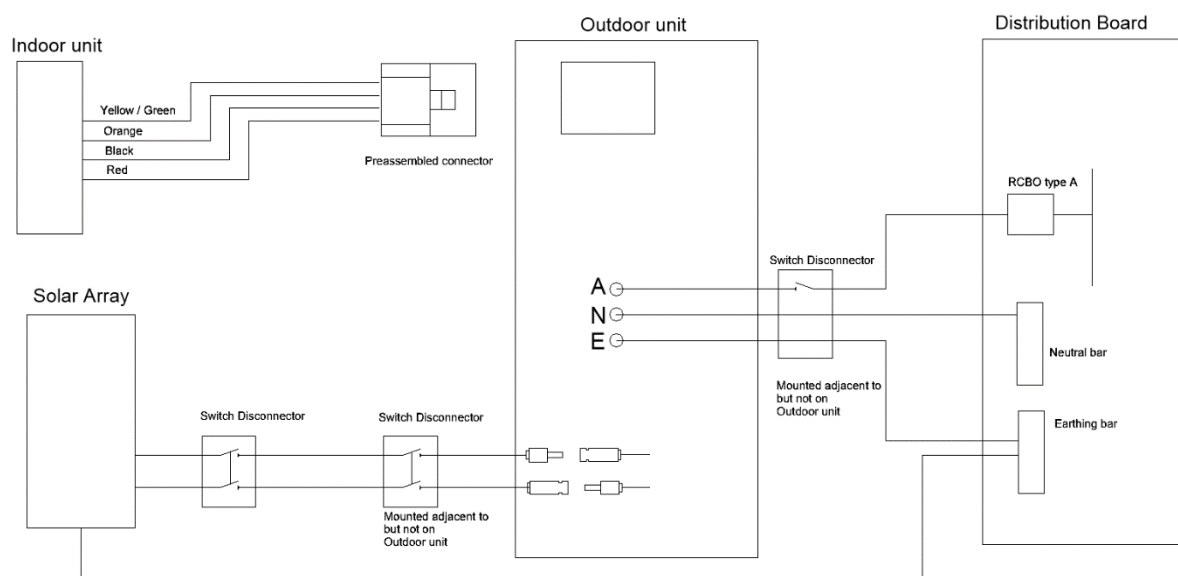 Indoor unit
Outdoor unit
Distribution Board
Yellow / Green
Orange
Black
Red
Preassembled connector
RCBO type A
Switch Disconnector
A
N
E
Neutral bar
Mounted adjacent to
but not on
Outdoor unit
Earthing bar
Solar Array
Switch Disconnector
Switch Disconnector
Mounted adjacent to
but not on
Outdoor unit